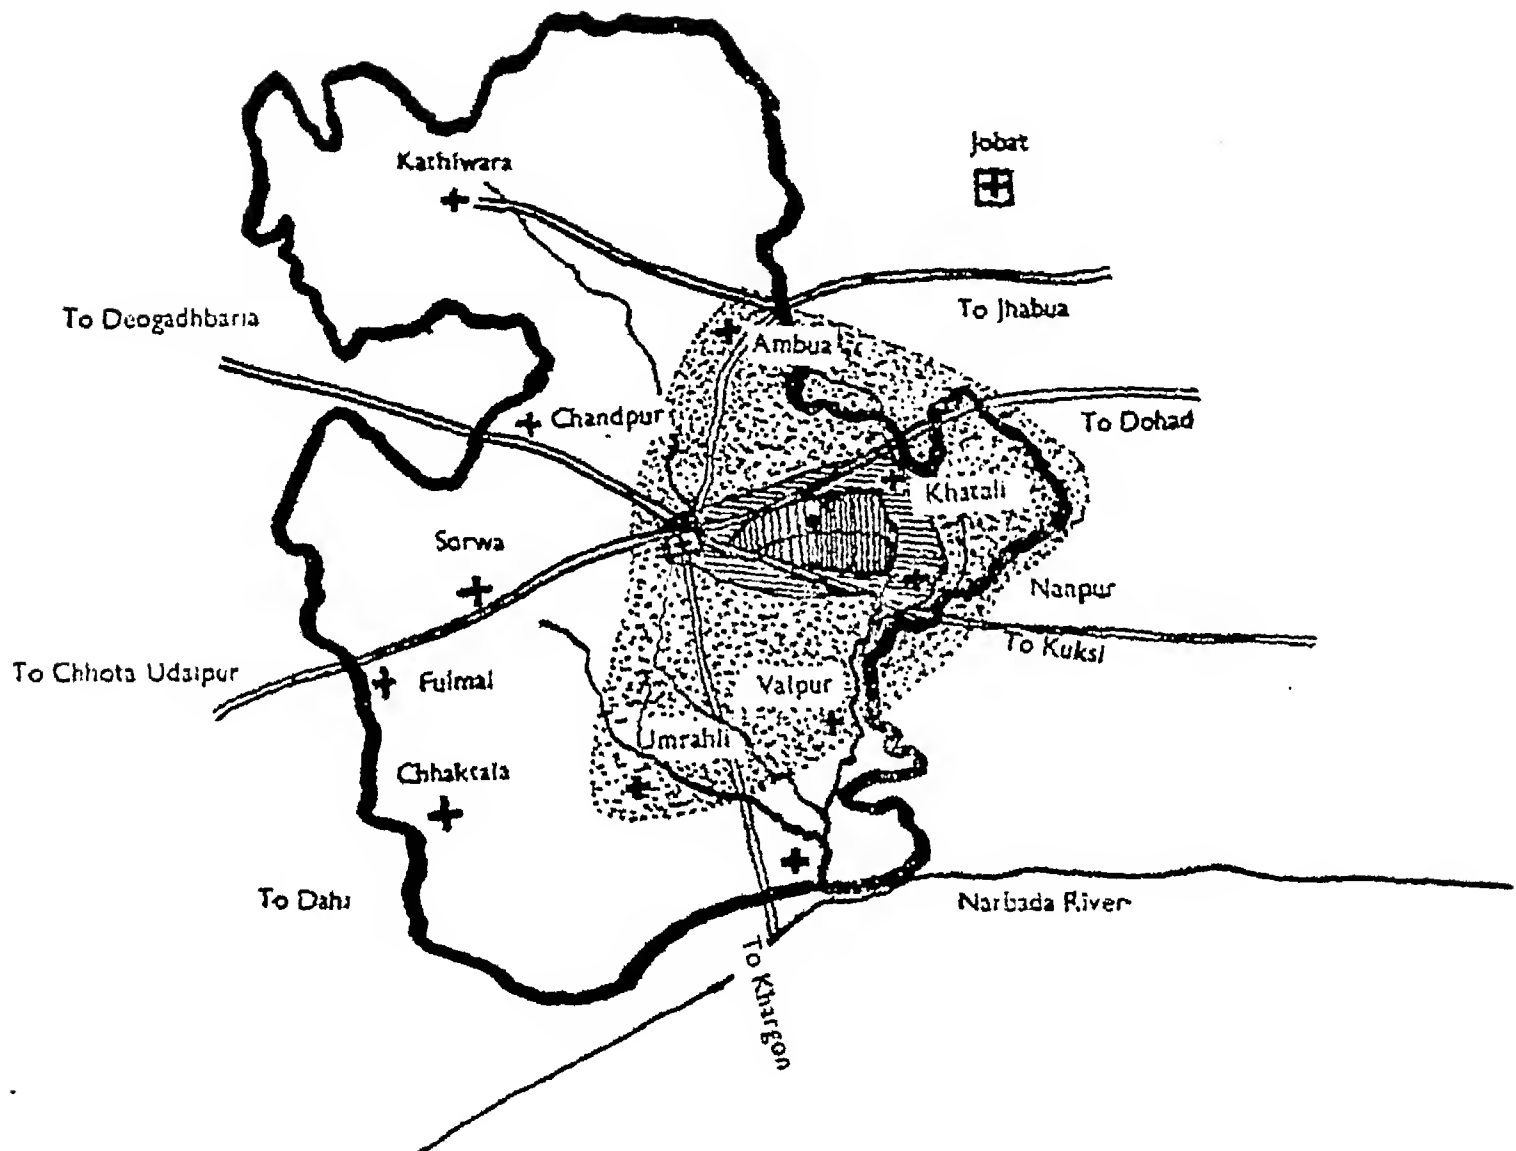 Jobat
Kathiwara
To Deogadhbaria
To Jhabua
Ambua
Chandpur
To Dohad
Khatali
Sorwa
Nanpur
To Kuksi
To Chhota Udaipur
Fulmal
Valpur
Umrahli
Chhaktala
To Dahi
Narbada River
To Khargon